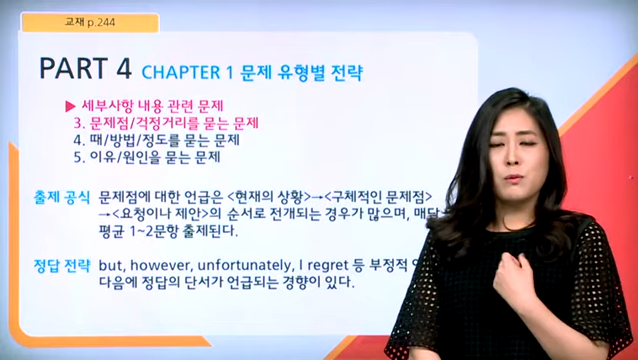 교재 p.244
PART 4 CHAPTER 1 문제 유형별 전략
▶ 세부사항 내용 관련 문제
3. 문제점/걱정거리를 묻는 문제
4. 때/방법/정도를 묻는 문제
5. 이유/원인을 묻는 문제
출제 공식 문제점에 대한 언급은 <현재의 상황>→<구체적인 문제점>
→<요청이나 제안>의 순서로 전개되는 경우가 많으며, 매달
평균 1~2문항 출제된다.
정답 전략 but, however, unfortunately, I regret 등 부정적
다음에 정답의 단서가 언급되는 경향이 있다.